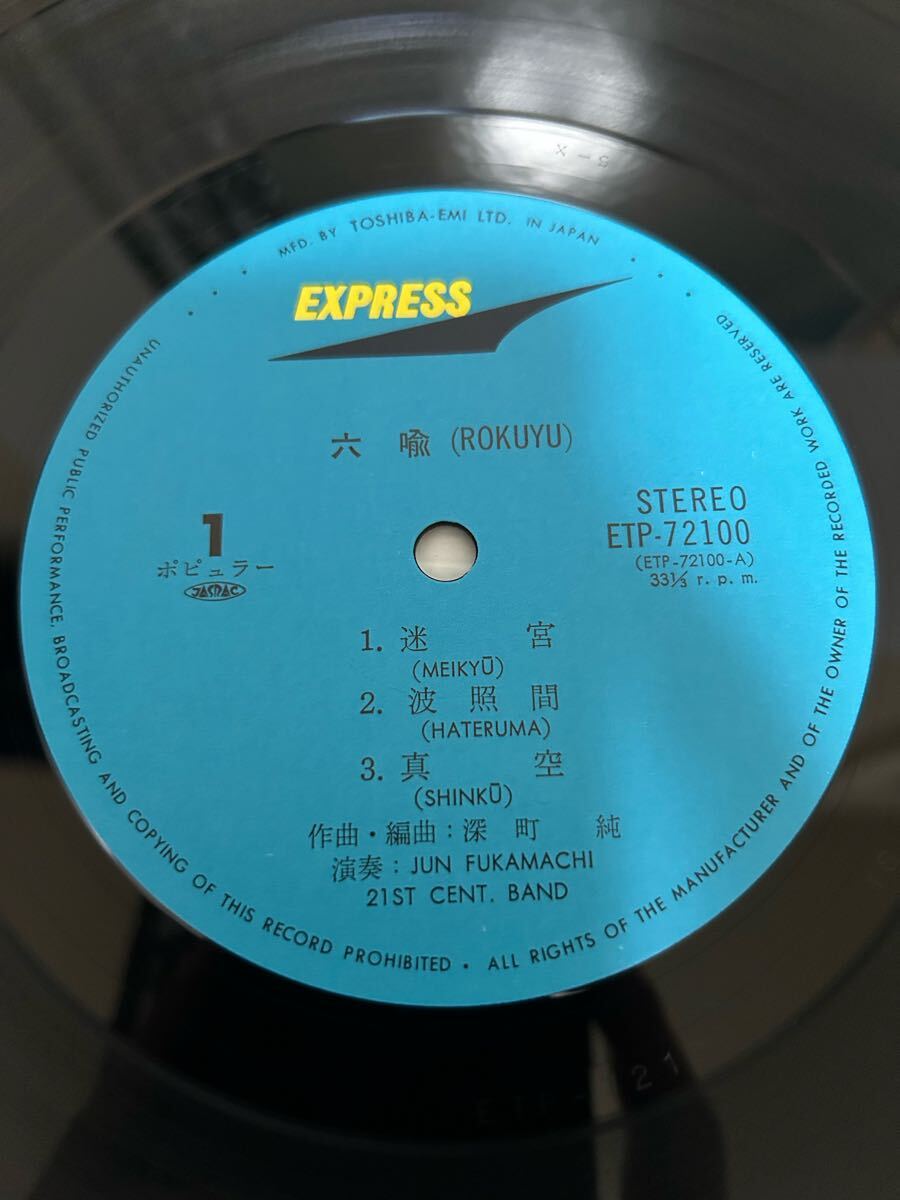 MFD. BY TOSHIBA-EMI LTD. IN JAPAN
EXPRESS
六 喩 (ROKUYU)
1
ポピュラー
JASRAC
STEREO
ETP-72100
(ETP-72100-A)
33⅓ r. p. m.
1. 迷 宮
(MEIKYŪ)
2. 波 照 間
(HATERUMA)
3. 真 空
(SHINKŪ)
作曲・編曲：深 町 純
演奏：JUN FUKAMACHI
21ST CENT. BAND
UNAUTHORIZED PUBLIC PERFORMANCE, BROADCASTING AND COPYING OF THIS RECORD PROHIBITED • ALL RIGHTS OF THE MANUFACTURER AND OF THE OWNER OF THE RECORDED WORK ARE RESERVED